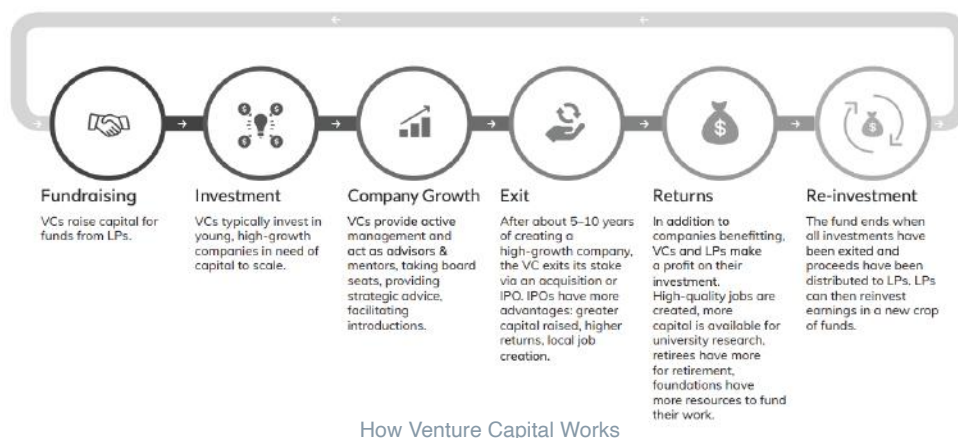 Fundraising
VCs raise capital for
funds from LPs.
Investment
VCs typically invest in
young, high-growth
companies in need of
capital to scale.
Company Growth
VCs provide active
management and
act as advisors &
mentors, taking board
seats, providing
strategic advice,
facilitating
introductions.
Exit
After about 5–10 years
of creating a
high-growth company,
the VC exits its stake
via an acquisition or
IPO. IPOs have more
advantages: greater
capital raised, higher
returns, local job
creation.
Returns
In addition to
companies benefitting,
VCs and LPs make
a profit on their
investment.
High-quality jobs are
created, more
capital is available for
university research,
retirees have more
for retirement,
foundations have
more resources to fund
their work.
Re-investment
The fund ends when
all investments have
been exited and
proceeds have been
distributed to LPs. LPs
can then reinvest
earnings in a new crop
of funds.
How Venture Capital Works